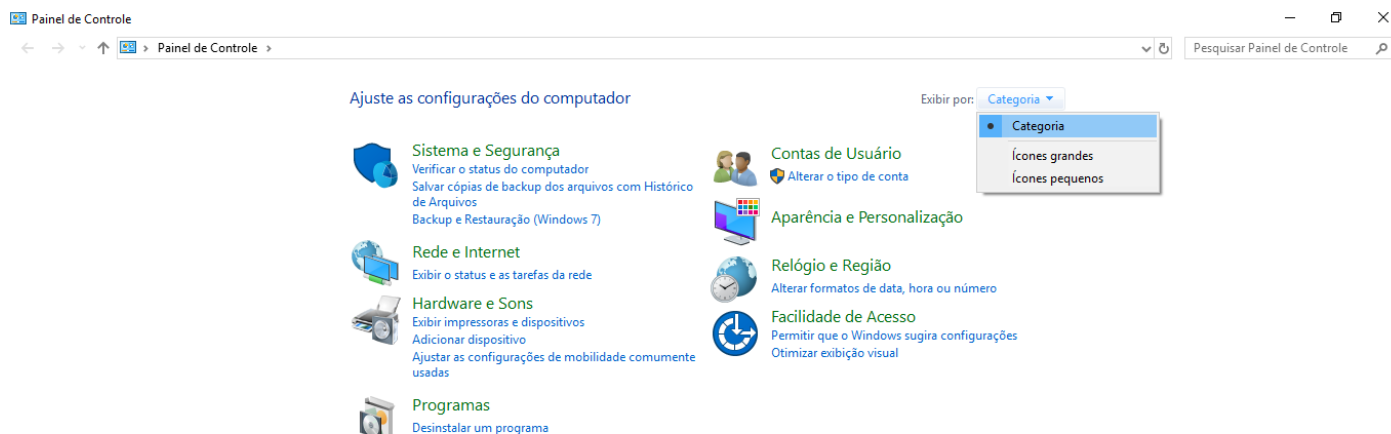 Painel de Controle
Painel de Controle
Pesquisar Painel de Controle
Ajuste as configurações do computador
Exibir por: Categoria
Categoria
Ícones grandes
Ícones pequenos
Sistema e Segurança
Verificar o status do computador
Salvar cópias de backup dos arquivos com Histórico
de Arquivos
Backup e Restauração (Windows 7)
Rede e Internet
Exibir o status e as tarefas da rede
Hardware e Sons
Exibir impressoras e dispositivos
Adicionar dispositivo
Ajustar as configurações de mobilidade comumente
usadas
Programas
Desinstalar um programa
Contas de Usuário
Alterar o tipo de conta
Aparência e Personalização
Relógio e Região
Alterar formatos de data, hora ou número
Facilidade de Acesso
Permitir que o Windows sugira configurações
Otimizar exibição visual